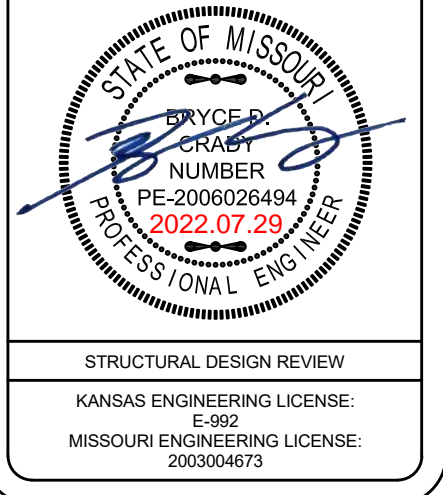 STATE OF MISSOURI
BRYCE D.
CRADY
NUMBER
PE-2006026494
2022.07.29
PROFESSIONAL ENGINEER
STRUCTURAL DESIGN REVIEW
KANSAS ENGINEERING LICENSE:
E-992
MISSOURI ENGINEERING LICENSE:
2003004673